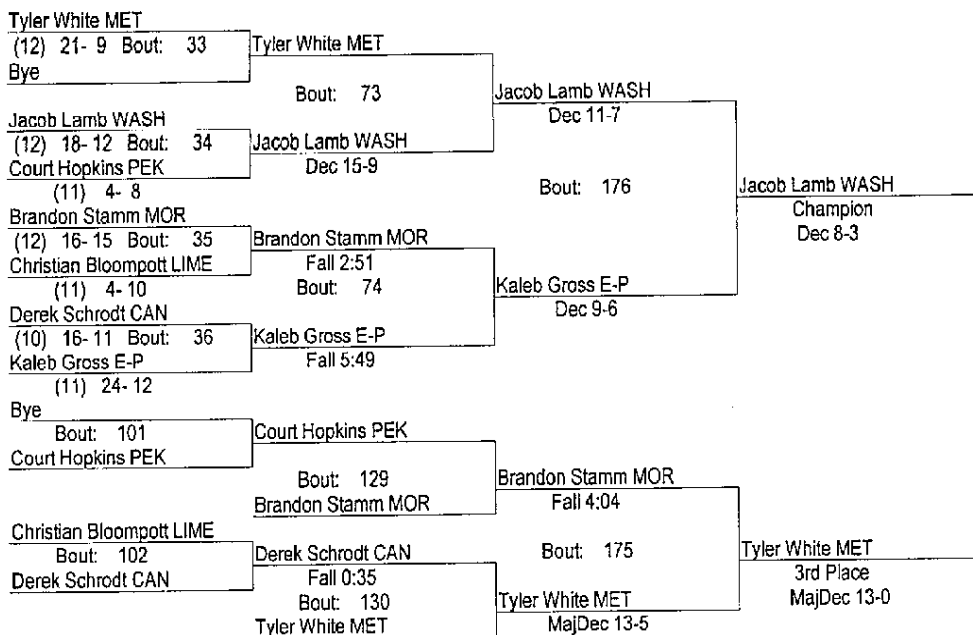 Tyler White MET
(12) 21- 9 Bout: 33
Bye
Tyler White MET
Bout: 73
Jacob Lamb WASH
(12) 18- 12 Bout: 34
Court Hopkins PEK
(11) 4- 8
Jacob Lamb WASH
Dec 15-9
Jacob Lamb WASH
Dec 11-7
Bout: 176
Brandon Stamm MOR
(12) 16- 15 Bout: 35
Christian Bloompott LIME
(11) 4- 10
Brandon Stamm MOR
Fall 2:51
Bout: 74
Derek Schrodt CAN
(10) 16- 11 Bout: 36
Kaleb Gross E-P
(11) 24- 12
Kaleb Gross E-P
Fall 5:49
Kaleb Gross E-P
Dec 9-6
Jacob Lamb WASH
Champion
Dec 8-3
Bye
Bout: 101
Court Hopkins PEK
Court Hopkins PEK
Bout: 129
Brandon Stamm MOR
Brandon Stamm MOR
Fall 4:04
Bout: 175
Christian Bloompott LIME
Bout: 102
Derek Schrodt CAN
Derek Schrodt CAN
Fall 0:35
Bout: 130
Tyler White MET
Tyler White MET
MajDec 13-5
Tyler White MET
3rd Place
MajDec 13-0